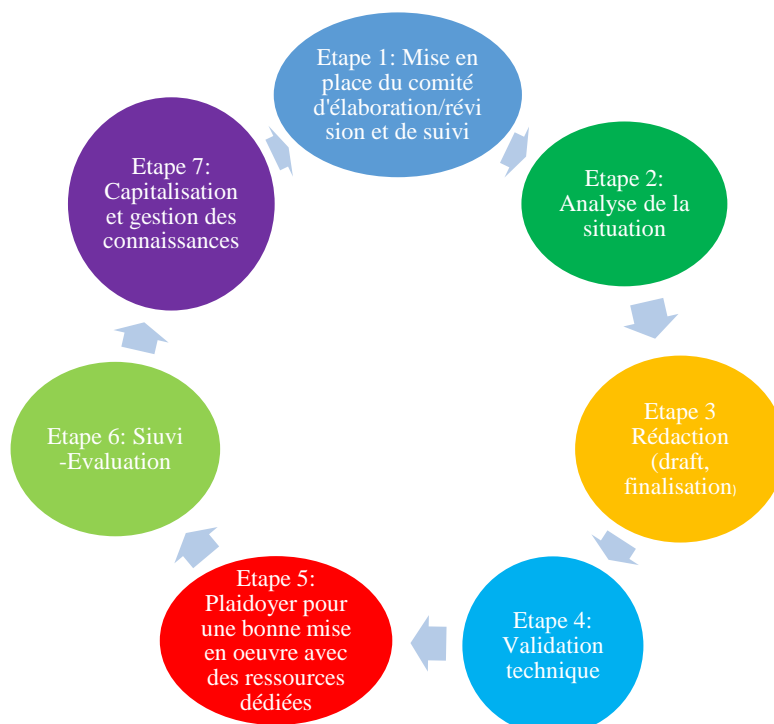 Etape 1: Mise en
place du comité
d'élaboration/révi
sion et de suivi
Etape 2:
Analyse de la
situation
Etape 3
Rédaction
(draft,
finalisation)
Etape 4:
Validation
technique
Etape 5:
Plaidoyer pour
une bonne mise
en oeuvre avec
des ressources
dédiées
Etape 6: Siuvi
-Evaluation
Etape 7:
Capitalisation
et gestion des
connaissances